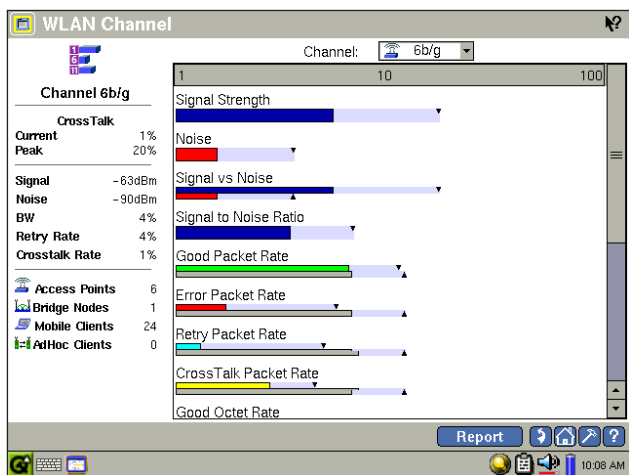 WLAN Channel
?
Channel: 6b/g
1
6
11
Channel 6b/g
CrossTalk
Current 1%
Peak 20%
Signal -63dBm
Noise -90dBm
BW 4%
Retry Rate 4%
Crosstalk Rate 1%
Access Points 6
Bridge Nodes 1
Mobile Clients 24
AdHoc Clients 0
1 10 100
Signal Strength
Noise
Signal vs Noise
Signal to Noise Ratio
Good Packet Rate
Error Packet Rate
Retry Packet Rate
CrossTalk Packet Rate
Good Octet Rate
Report
?
10:08 AM